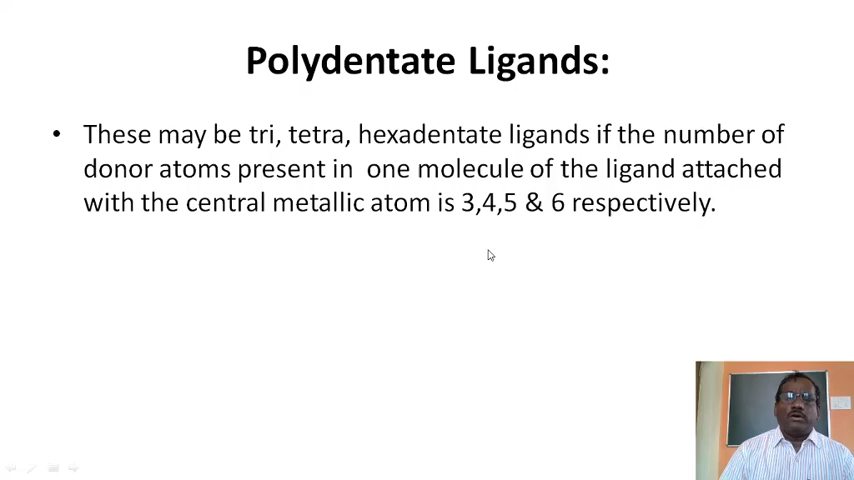 Polydentate Ligands:
• These may be tri, tetra, hexadentate ligands if the number of
donor atoms present in one molecule of the ligand attached
with the central metallic atom is 3,4,5 & 6 respectively.